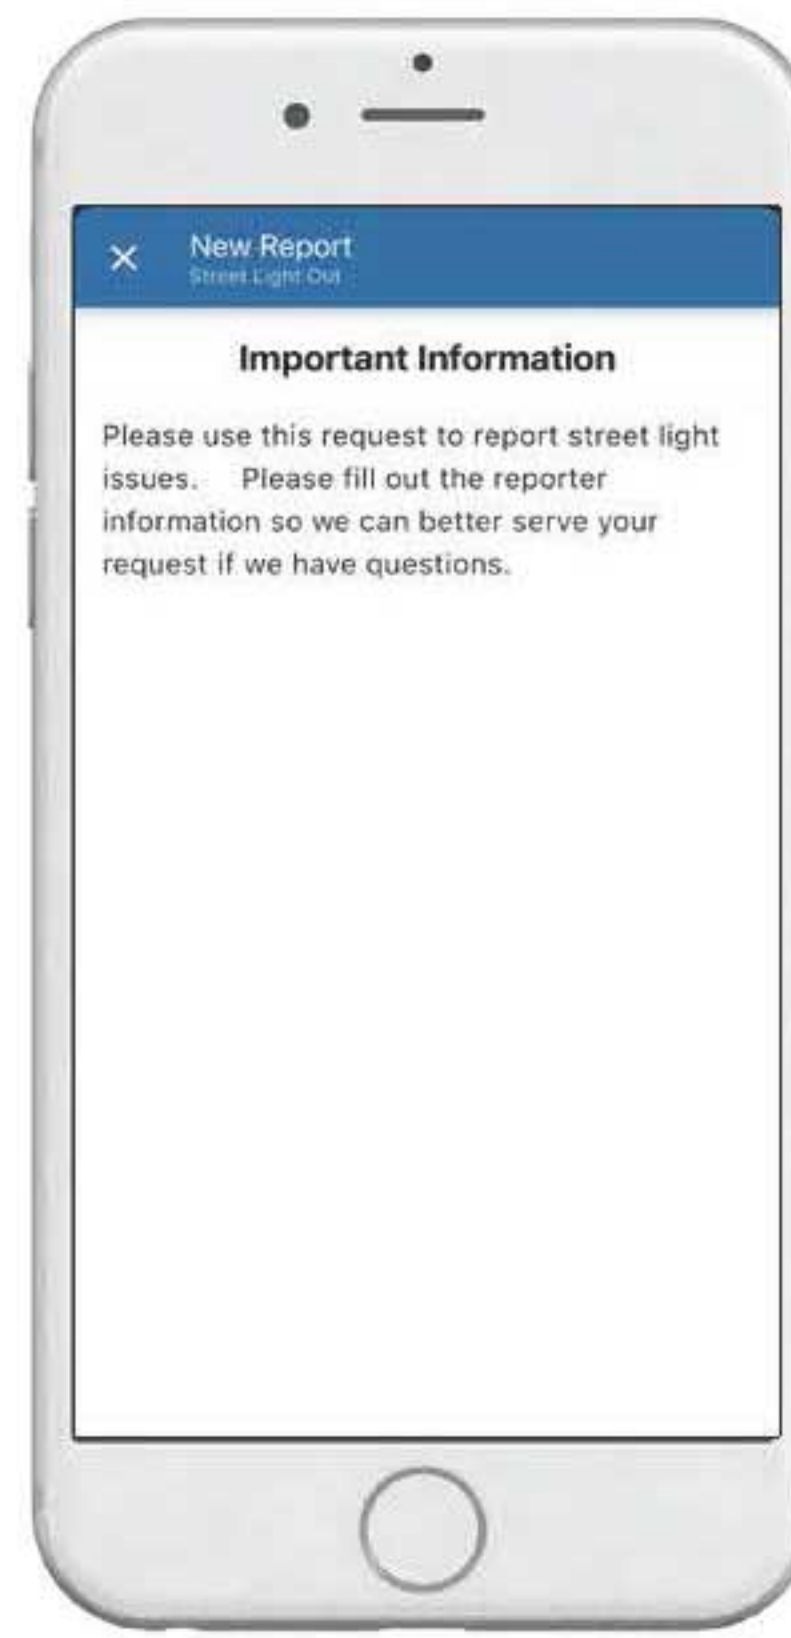 New Report
Street Light Out
Important Information
Please use this request to report street light
issues. Please fill out the reporter
information so we can better serve your
request if we have questions.